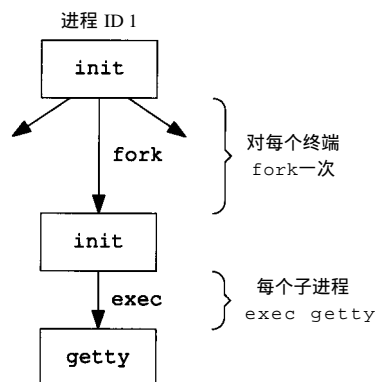 进程 ID 1
init
fork
对每个终端
fork一次
init
exec
每个子进程
exec getty
getty